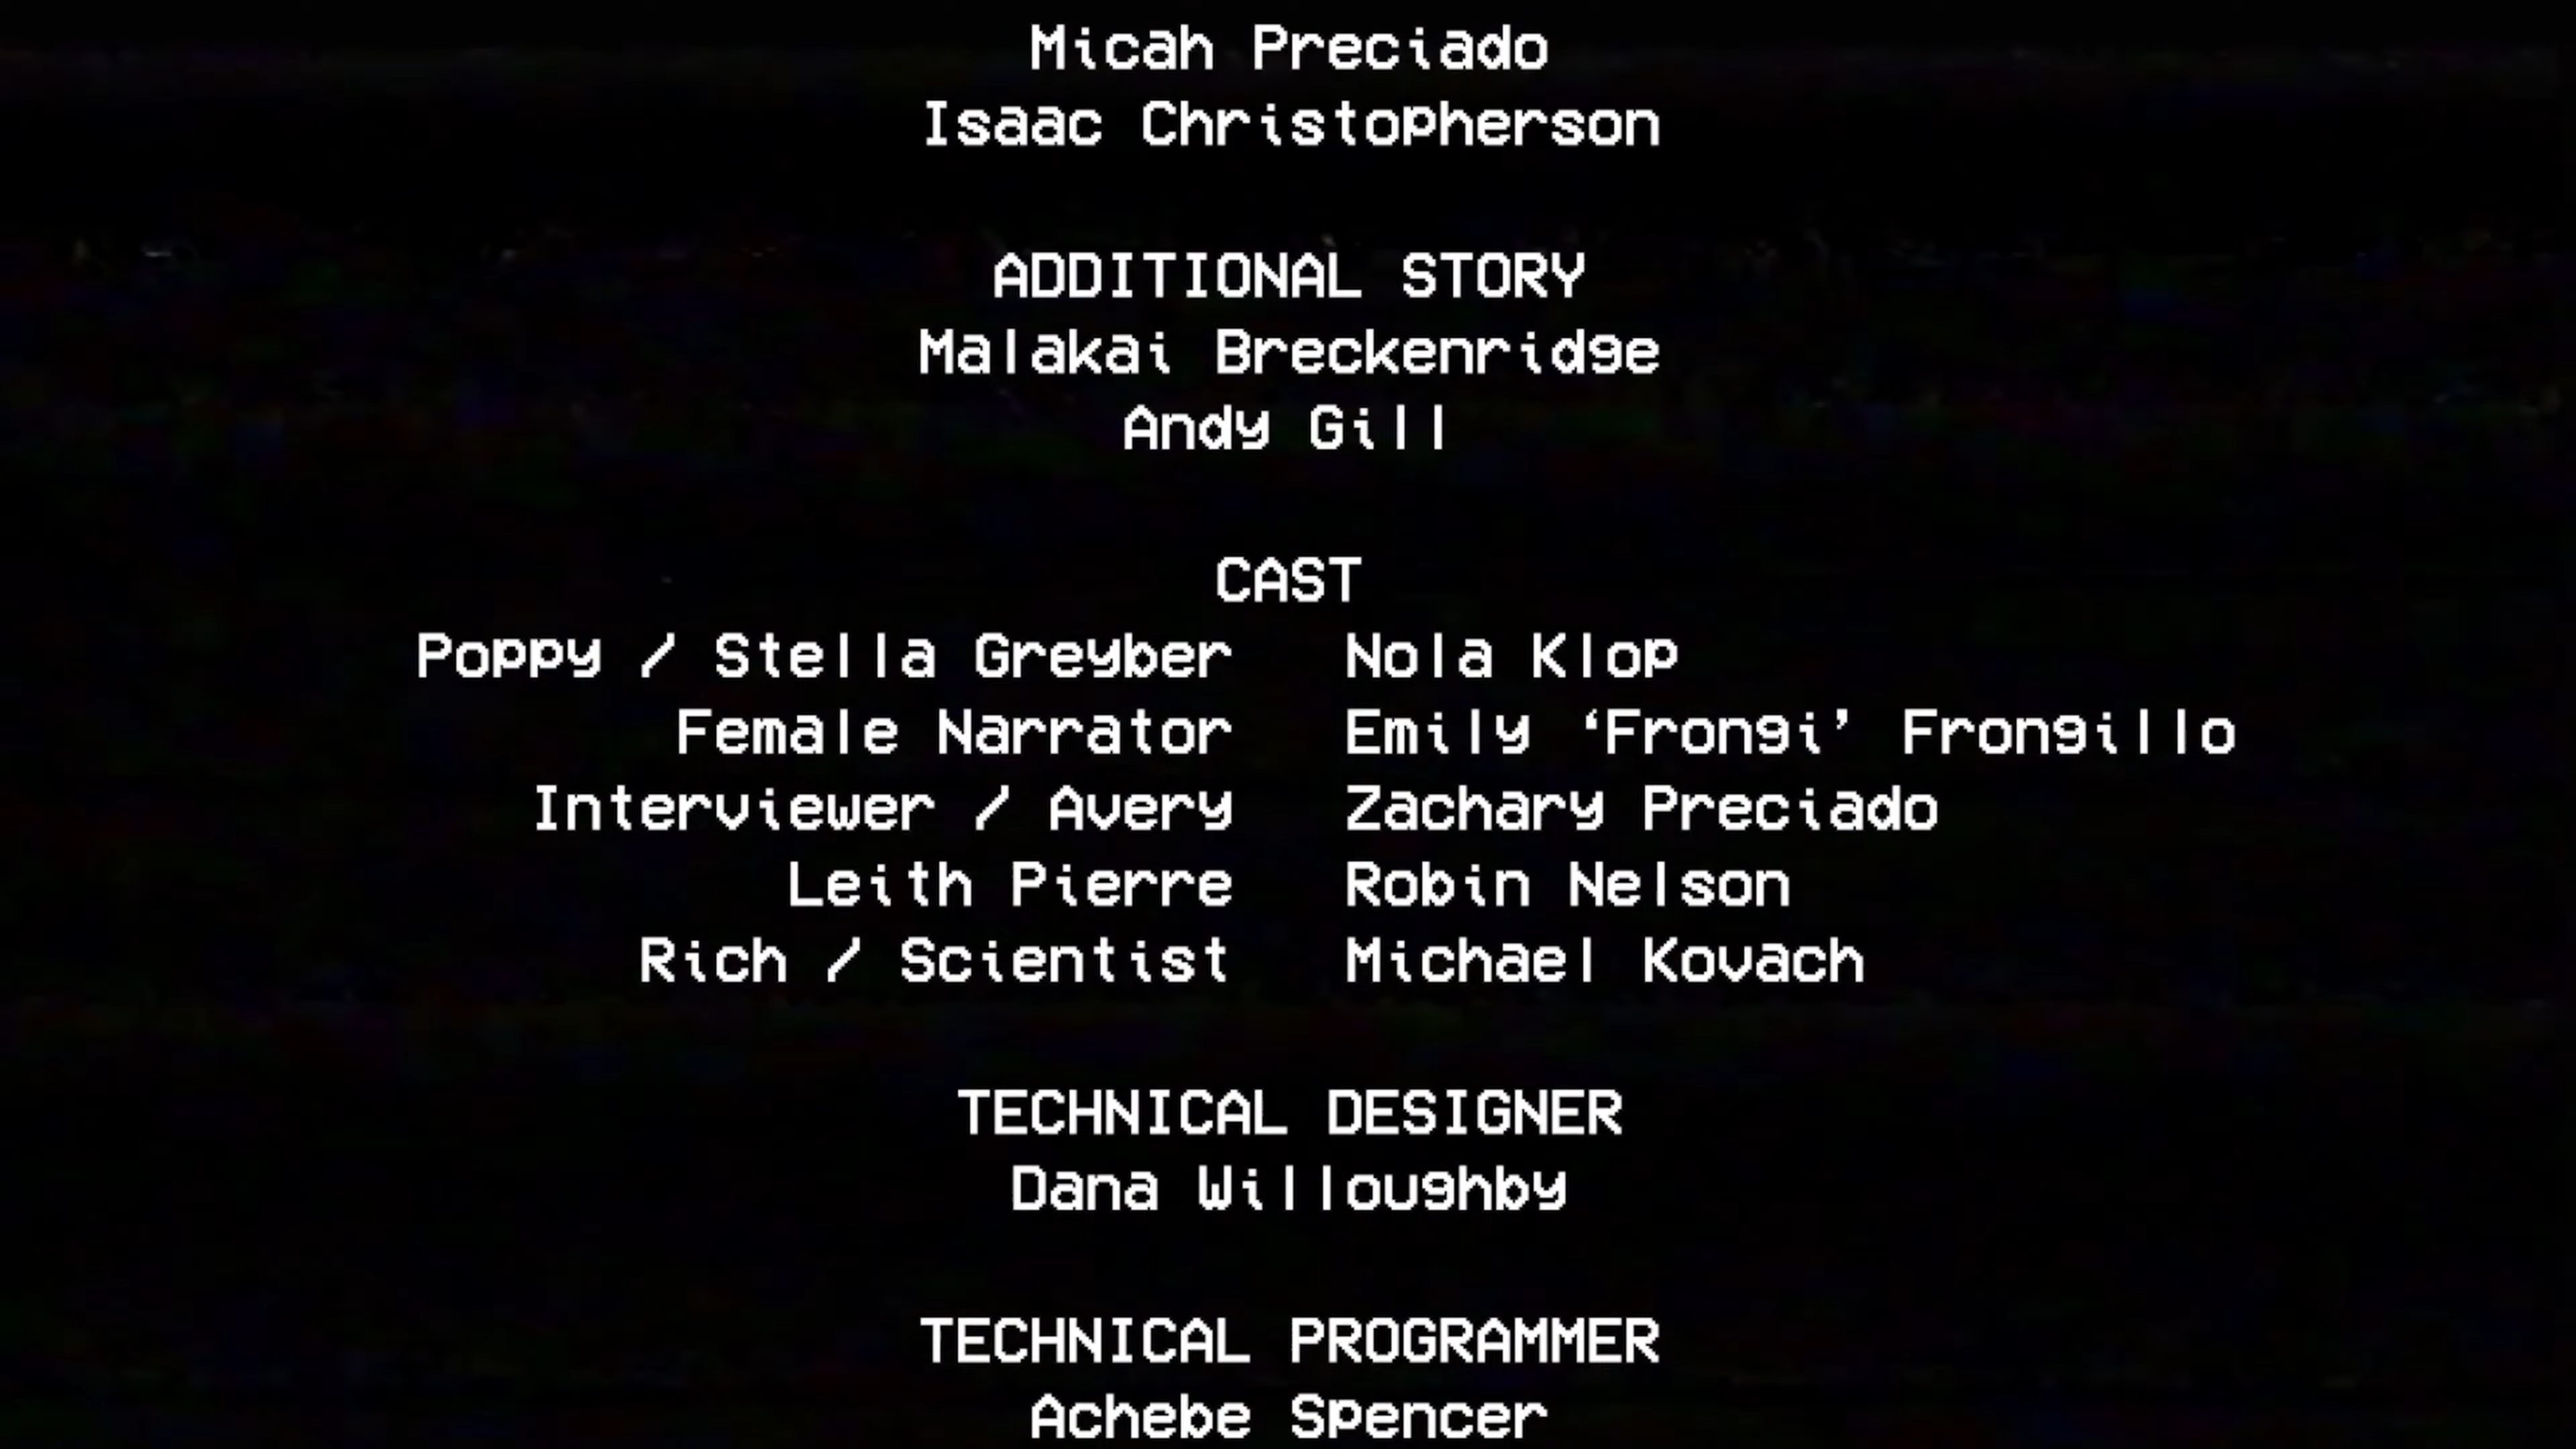 Micah Preciado
Isaac Christopherson
ADDITIONAL STORY
Malakai Breckenridge
Andy Gill
CAST
Poppy / Stella Greyber Nola Klop
Female Narrator Emily ‘Frongi’ Frongillo
Interviewer / Avery Zachary Preciado
Leith Pierre Robin Nelson
Rich / Scientist Michael Kovach
TECHNICAL DESIGNER
Dana Willoughby
TECHNICAL PROGRAMMER
Achebe Spencer